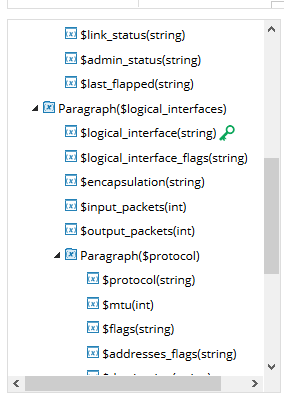 $link_status(string)
$admin_status(string)
$last_flapped(string)
Paragraph($logical_interfaces)
$logical_interface(string)
$logical_interface_flags(string)
$encapsulation(string)
$input_packets(int)
$output_packets(int)
Paragraph($protocol)
$protocol(string)
$mtu(int)
$flags(string)
$addresses_flags(string)